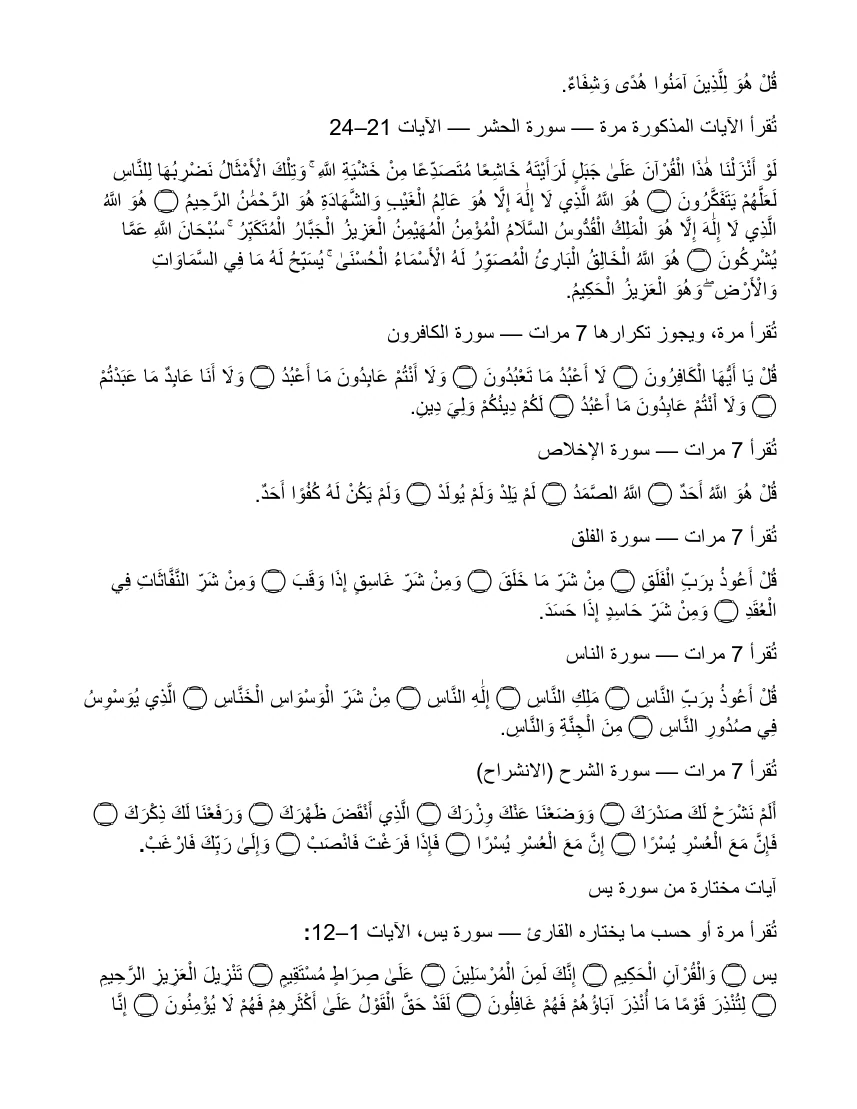 قُلْ هُوَ لِلَّذِينَ آمَنُوا هُدًى وَشِفَاءٌ.
تُقرأ الآيات المذكورة مرة — سورة الحشر — الآيات 21–24
لَوْ أَنْزَلْنَا هَٰذَا الْقُرْآنَ عَلَىٰ جَبَلٍ لَرَأَيْتَهُ خَاشِعًا مُتَصَدِّعًا مِنْ خَشْيَةِ اللَّهِ ۚ وَتِلْكَ الْأَمْثَالُ نَضْرِبُهَا لِلنَّاسِ
لَعَلَّهُمْ يَتَفَكَّرُونَ ۝ هُوَ اللَّهُ الَّذِي لَا إِلَٰهَ إِلَّا هُوَ عَالِمُ الْغَيْبِ وَالشَّهَادَةِ هُوَ الرَّحْمَٰنُ الرَّحِيمُ ۝ هُوَ اللَّهُ
الَّذِي لَا إِلَٰهَ إِلَّا هُوَ الْمَلِكُ الْقُدُّوسُ السَّلَامُ الْمُؤْمِنُ الْمُهَيْمِنُ الْعَزِيزُ الْجَبَّارُ الْمُتَكَبِّرُ ۚ سُبْحَانَ اللَّهِ عَمَّا
يُشْرِكُونَ ۝ هُوَ اللَّهُ الْخَالِقُ الْبَارِئُ الْمُصَوِّرُ لَهُ الْأَسْمَاءُ الْحُسْنَىٰ ۚ يُسَبِّحُ لَهُ مَا فِي السَّمَاوَاتِ
وَالْأَرْضِ ۖ وَهُوَ الْعَزِيزُ الْحَكِيمُ.
تُقرأ مرة، ويجوز تكرارها 7 مرات — سورة الكافرون
قُلْ يَا أَيُّهَا الْكَافِرُونَ ۝ لَا أَعْبُدُ مَا تَعْبُدُونَ ۝ وَلَا أَنْتُمْ عَابِدُونَ مَا أَعْبُدُ ۝ وَلَا أَنَا عَابِدٌ مَا عَبَدْتُمْ
۝ وَلَا أَنْتُمْ عَابِدُونَ مَا أَعْبُدُ ۝ لَكُمْ دِينُكُمْ وَلِيَ دِينِ.
تُقرأ 7 مرات — سورة الإخلاص
قُلْ هُوَ اللَّهُ أَحَدٌ ۝ اللَّهُ الصَّمَدُ ۝ لَمْ يَلِدْ وَلَمْ يُولَدْ ۝ وَلَمْ يَكُنْ لَهُ كُفُوًا أَحَدٌ.
تُقرأ 7 مرات — سورة الفلق
قُلْ أَعُوذُ بِرَبِّ الْفَلَقِ ۝ مِنْ شَرِّ مَا خَلَقَ ۝ وَمِنْ شَرِّ غَاسِقٍ إِذَا وَقَبَ ۝ وَمِنْ شَرِّ النَّفَّاثَاتِ فِي
الْعُقَدِ ۝ وَمِنْ شَرِّ حَاسِدٍ إِذَا حَسَدَ.
تُقرأ 7 مرات — سورة الناس
قُلْ أَعُوذُ بِرَبِّ النَّاسِ ۝ مَلِكِ النَّاسِ ۝ إِلَٰهِ النَّاسِ ۝ مِنْ شَرِّ الْوَسْوَاسِ الْخَنَّاسِ ۝ الَّذِي يُوَسْوِسُ
فِي صُدُورِ النَّاسِ ۝ مِنَ الْجِنَّةِ وَالنَّاسِ.
تُقرأ 7 مرات — سورة الشرح (الانشراح)
أَلَمْ نَشْرَحْ لَكَ صَدْرَكَ ۝ وَوَضَعْنَا عَنْكَ وِزْرَكَ ۝ الَّذِي أَنْقَضَ ظَهْرَكَ ۝ وَرَفَعْنَا لَكَ ذِكْرَكَ ۝
فَإِنَّ مَعَ الْعُسْرِ يُسْرًا ۝ إِنَّ مَعَ الْعُسْرِ يُسْرًا ۝ فَإِذَا فَرَغْتَ فَانْصَبْ ۝ وَإِلَىٰ رَبِّكَ فَارْغَبْ.
آيات مختارة من سورة يس
تُقرأ مرة أو حسب ما يختاره القارئ — سورة يس، الآيات 1–12:
يس ۝ وَالْقُرْآنِ الْحَكِيمِ ۝ إِنَّكَ لَمِنَ الْمُرْسَلِينَ ۝ عَلَىٰ صِرَاطٍ مُسْتَقِيمٍ ۝ تَنْزِيلَ الْعَزِيزِ الرَّحِيمِ
۝ لِتُنْذِرَ قَوْمًا مَا أُنْذِرَ آبَاؤُهُمْ فَهُمْ غَافِلُونَ ۝ لَقَدْ حَقَّ الْقَوْلُ عَلَىٰ أَكْثَرِهِمْ فَهُمْ لَا يُؤْمِنُونَ ۝ إِنَّا